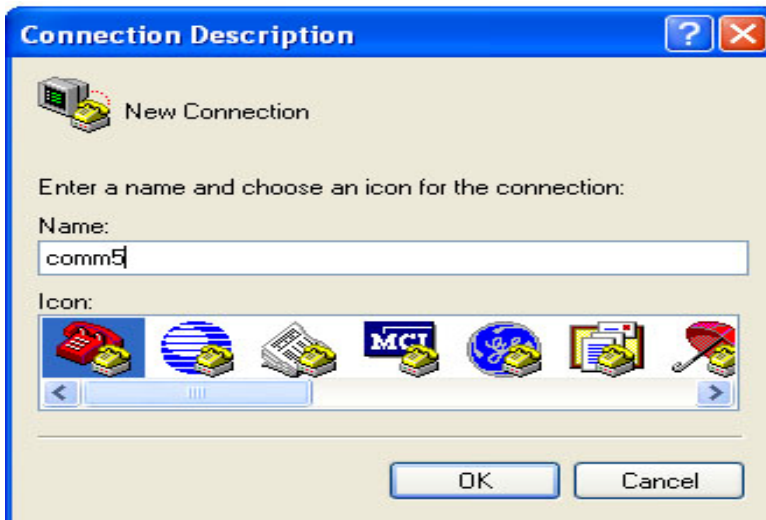 Connection Description
New Connection
Enter a name and choose an icon for the connection:
Name:
comm5
Icon:
MCI
OK Cancel